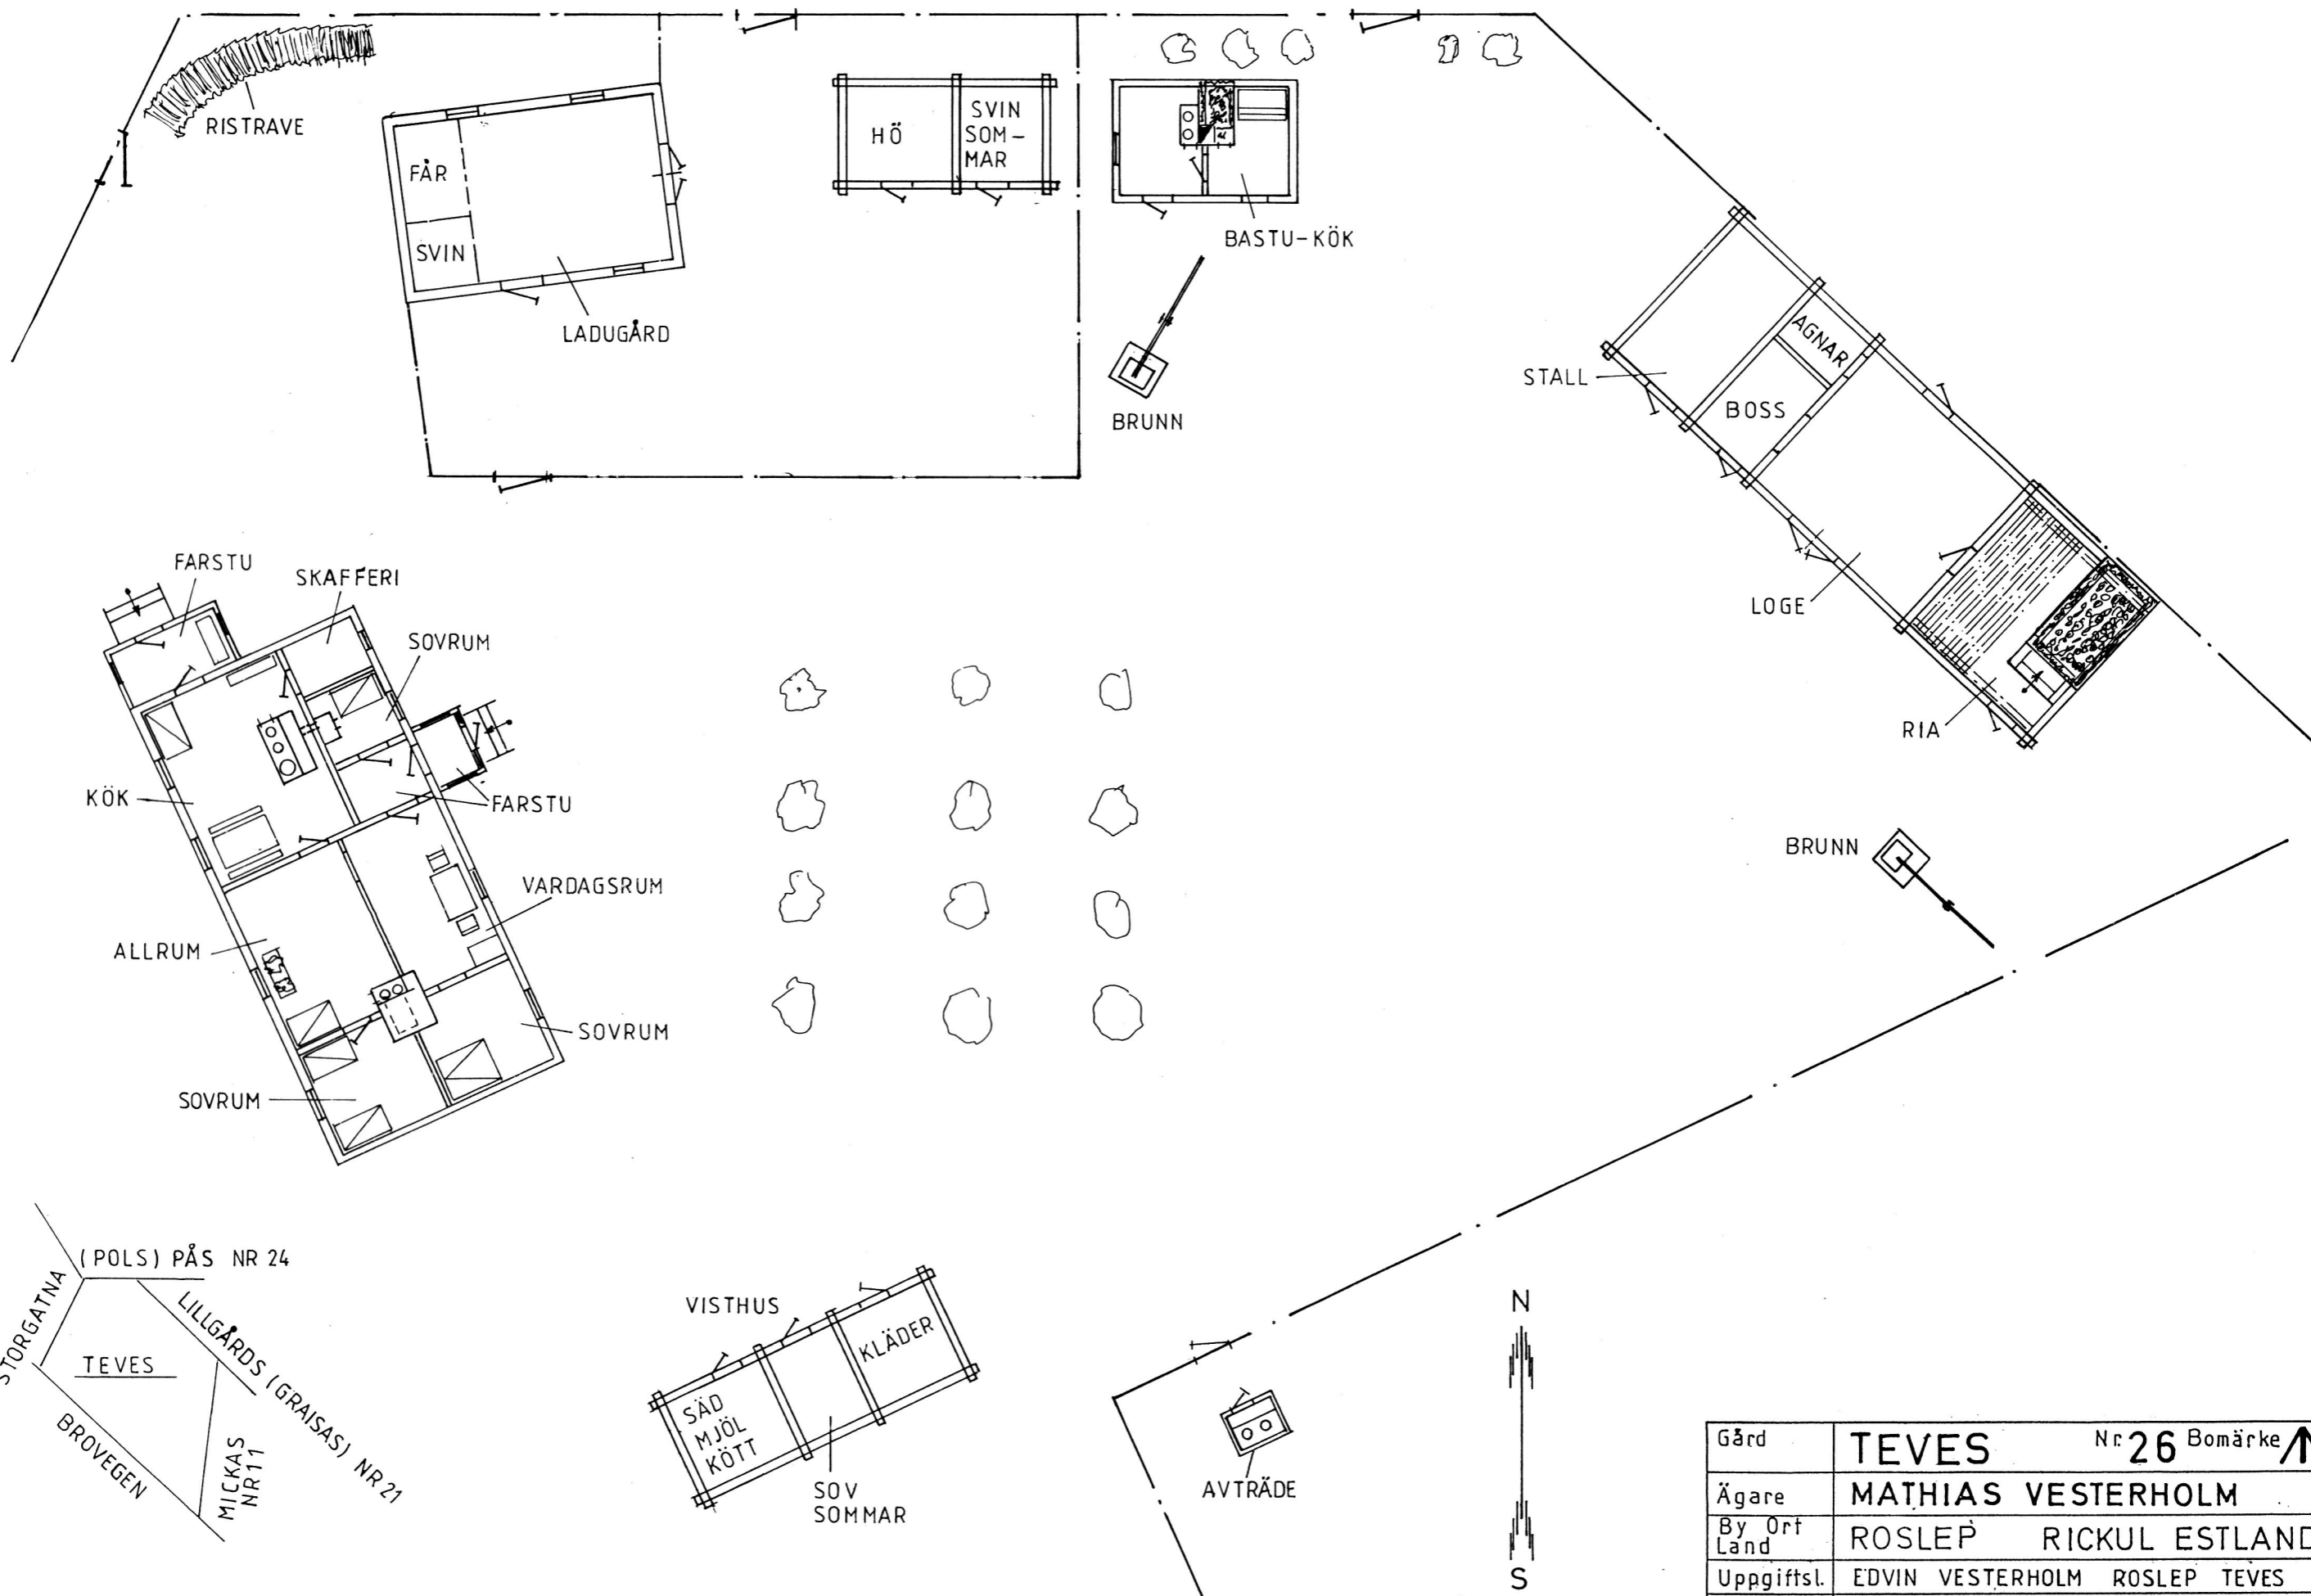 RISTRAVE
FÅR
SVIN
LADUGÅRD
HÖ
SVIN
SOM-
MAR
BASTU-KÖK
BRUNN
STALL
AGNAR
BOSS
LOGE
RIA
BRUNN
FARSTU
SKAFFERI
SOVRUM
KÖK
FARSTU
VARDAGSRUM
ALLRUM
SOVRUM
SOVRUM
(POLS) PÅS NR 24
STORGATNA
LILLGÅRDS (GRAISAS) NR 21
TEVES
BROVEGEN
MICKAS
NR 11
VISTHUS
SÄD
MJÖL
KÖTT
KLÄDER
SOV
SOMMAR
AVTRÄDE
N
S
Gård TEVES Nr. 26 Bomärke
Ägare MATHIAS VESTERHOLM
By Ort
Land ROSLEP RICKUL ESTLAND
Uppgiftsl. EDVIN VESTERHOLM ROSLEP TEVES